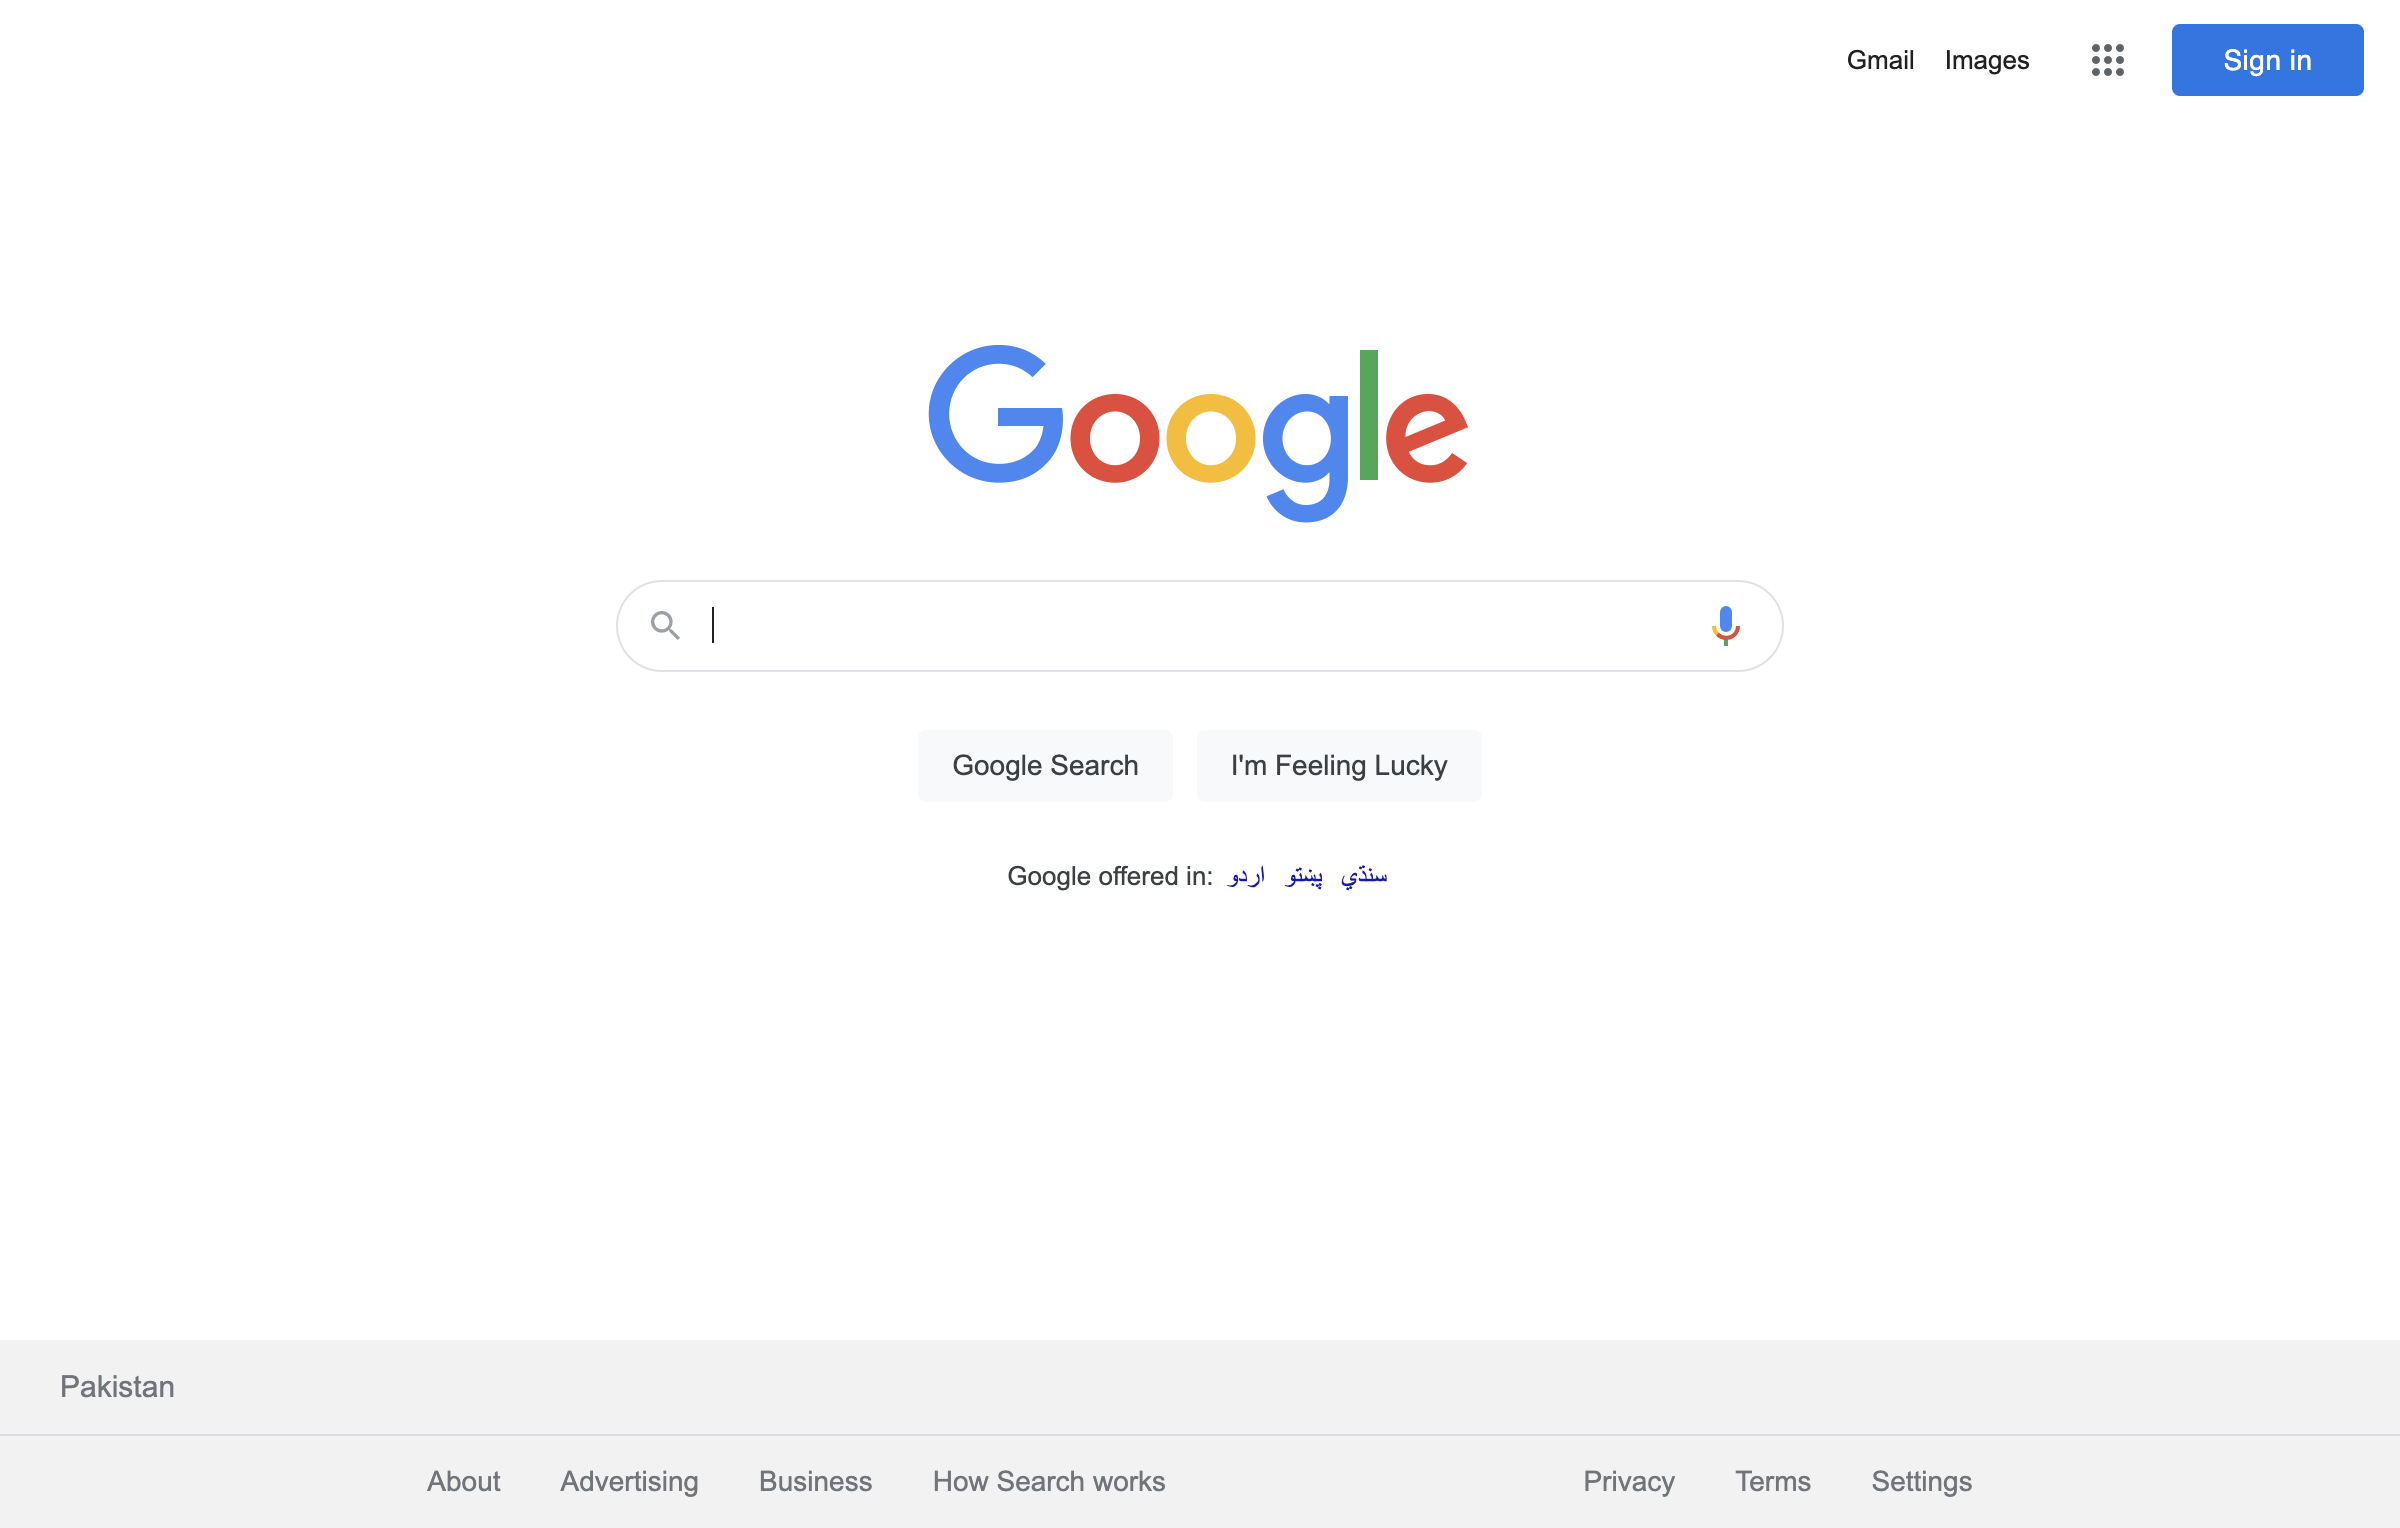 Gmail Images Sign in
Google
Google Search I'm Feeling Lucky
Google offered in: اردو پښتو سنڌي
Pakistan
About Advertising Business How Search works Privacy Terms Settings